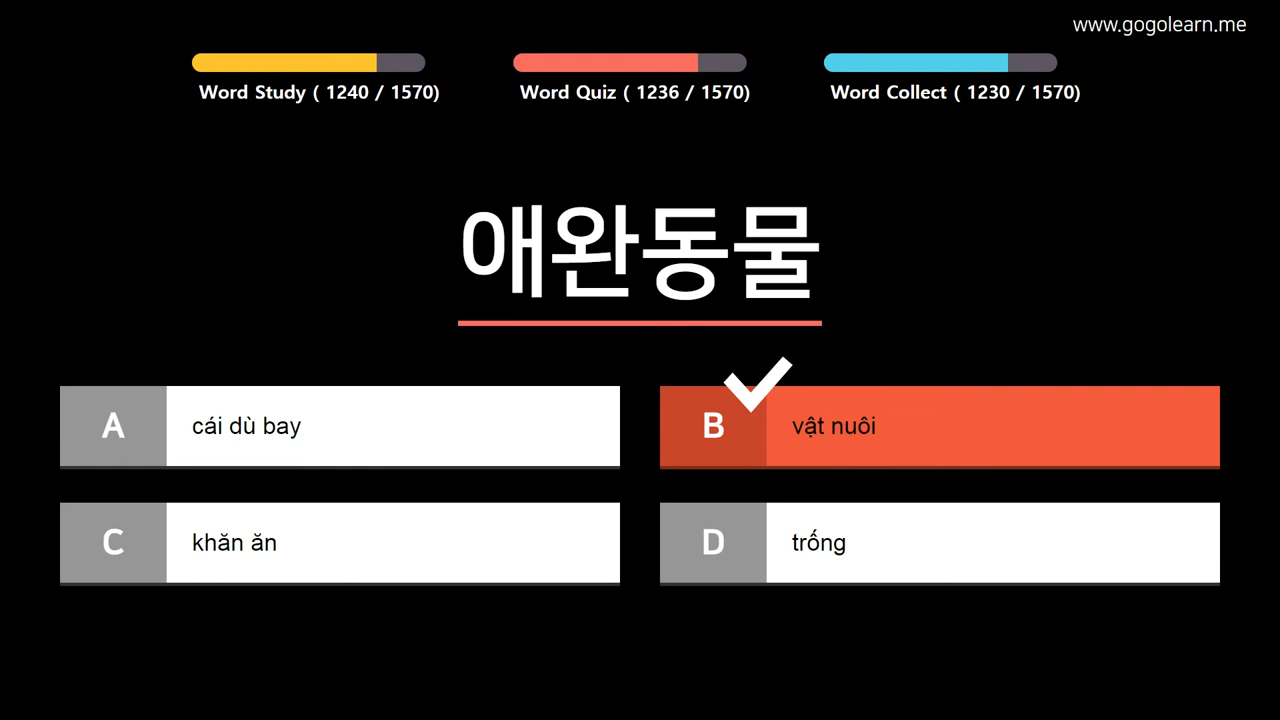 www.gogolearn.me
Word Study ( 1240 / 1570)
Word Quiz ( 1236 / 1570)
Word Collect ( 1230 / 1570)
애완동물
A cái dù bay
B vật nuôi
C khăn ăn
D trống